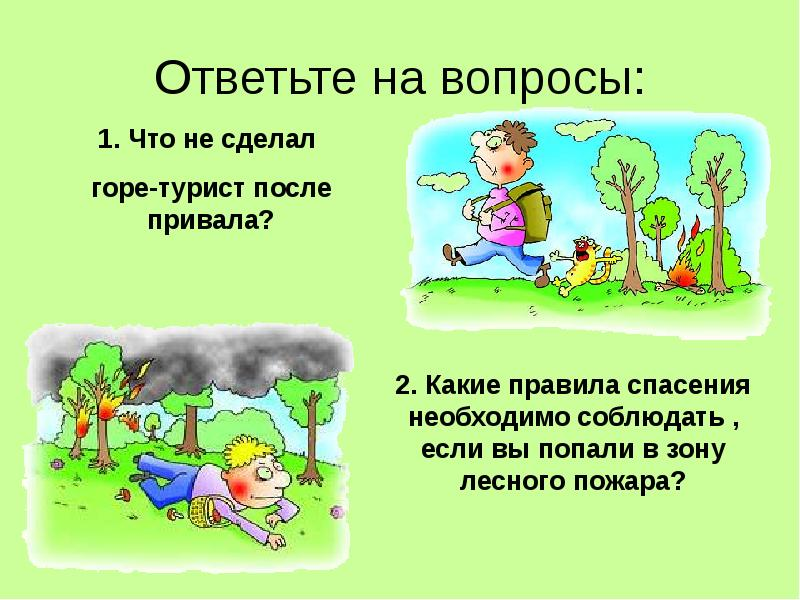 Ответьте на вопросы:
1. Что не сделал
горе-турист после
привала?
2. Какие правила спасения
необходимо соблюдать ,
если вы попали в зону
лесного пожара?